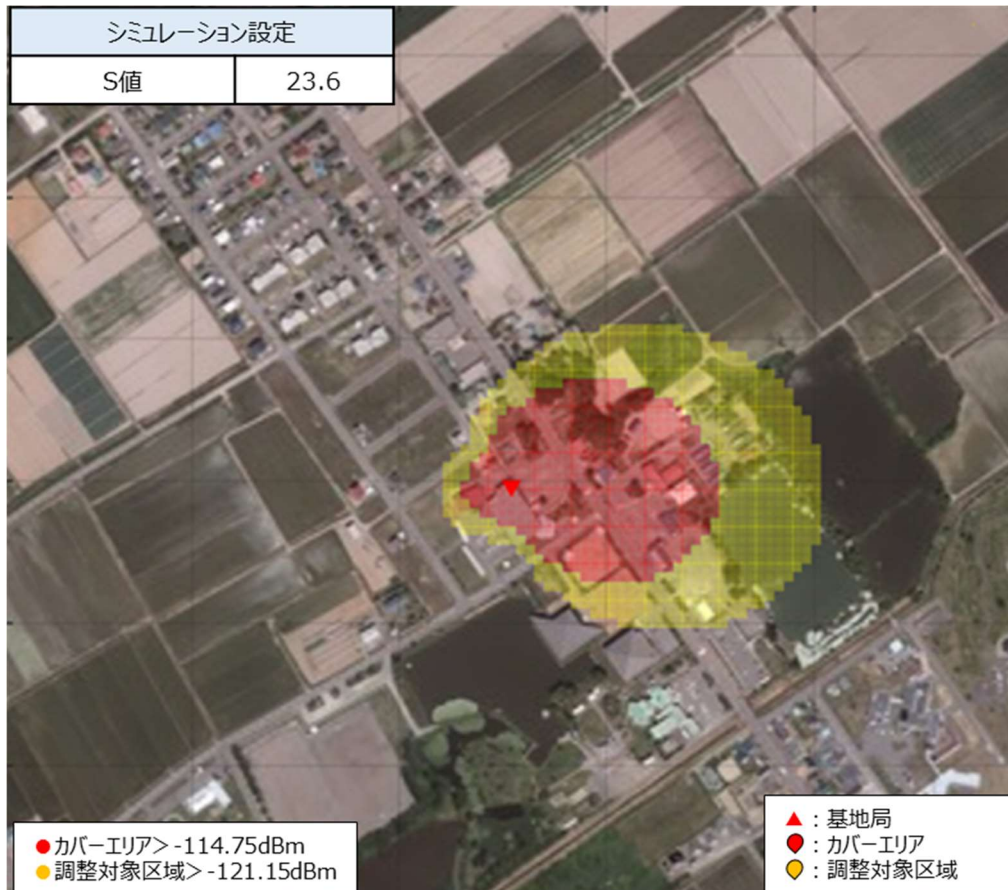 シミュレーション設定
S値 23.6
●カバーエリア＞-114.75dBm
●調整対象区域＞-121.15dBm
▲：基地局
：カバーエリア
：調整対象区域